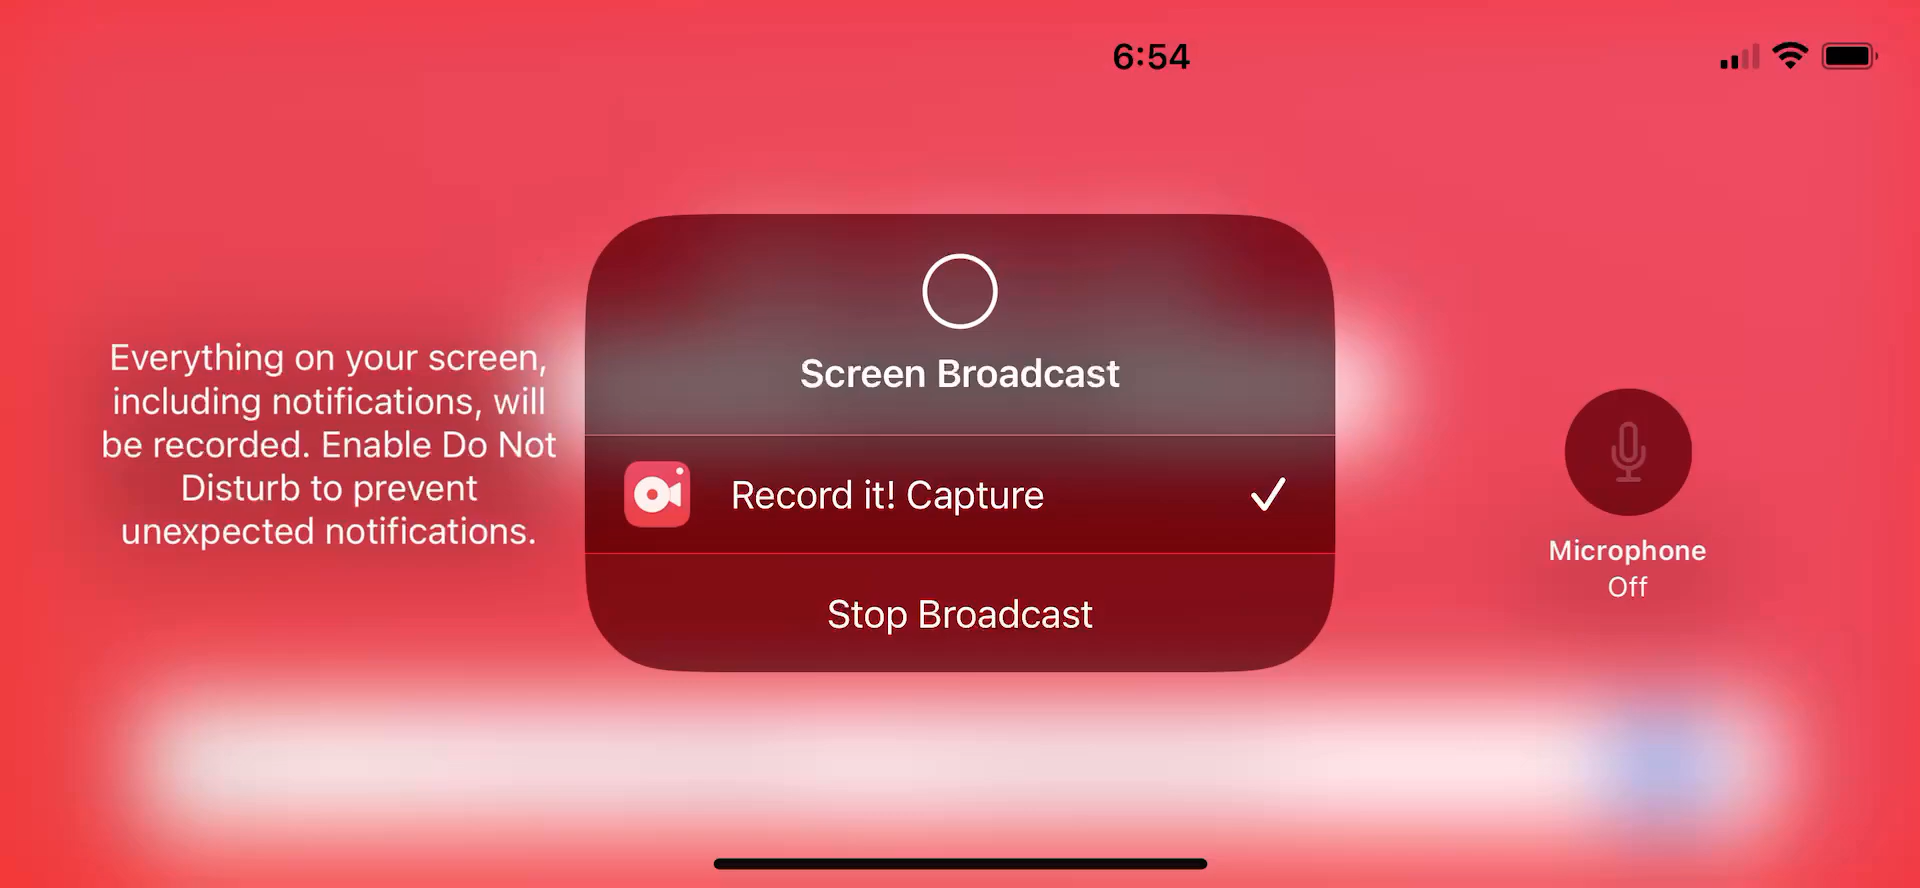 6:54
Everything on your screen,
including notifications, will
be recorded. Enable Do Not
Disturb to prevent
unexpected notifications.
Screen Broadcast
Record it! Capture
Stop Broadcast
Microphone
Off